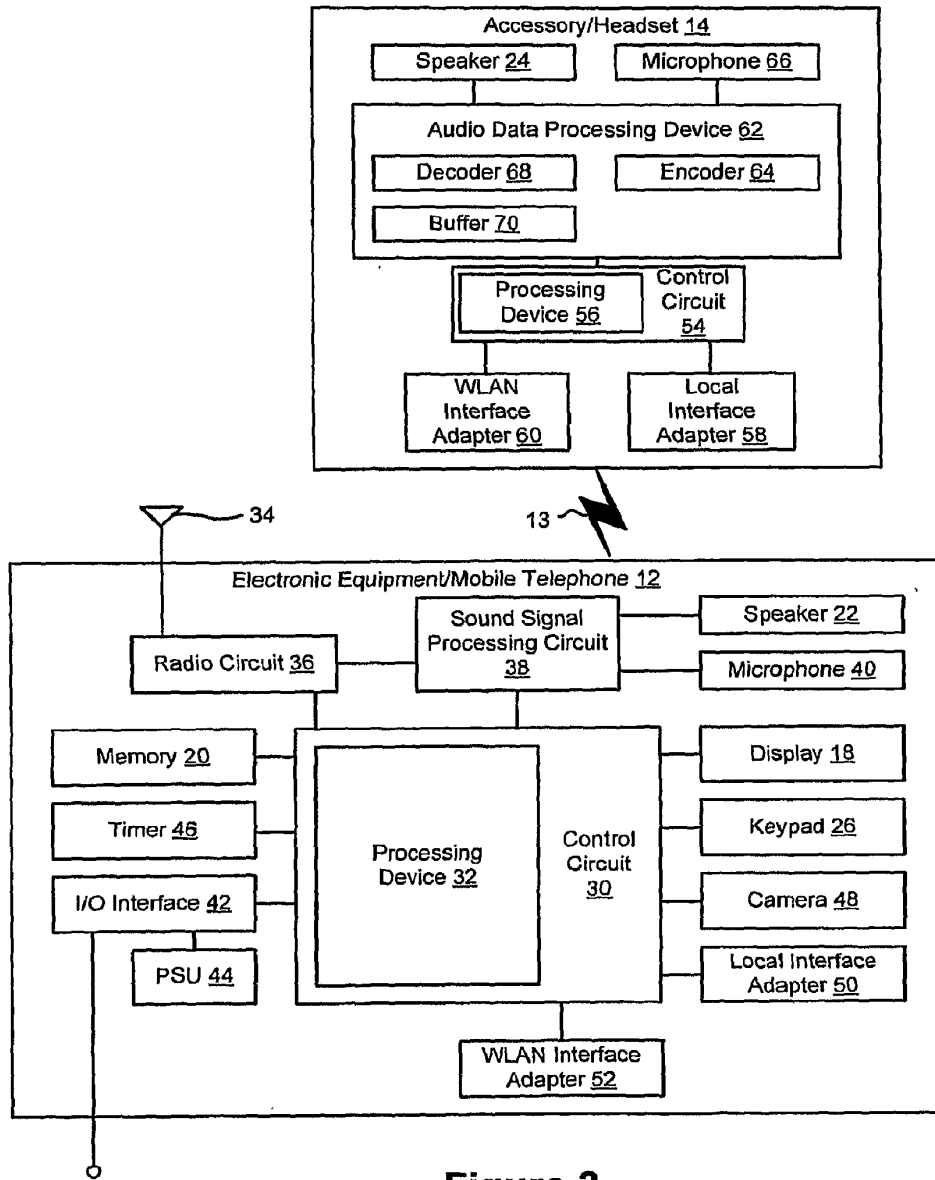 Accessory/Headset 14
Speaker 24
Microphone 66
Audio Data Processing Device 62
Decoder 68
Encoder 64
Buffer 70
Processing
Device 56
Control
Circuit
54
WLAN
Interface
Adapter 60
Local
Interface
Adapter 58
34
13
Electronic Equipment/Mobile Telephone 12
Radio Circuit 36
Sound Signal
Processing Circuit
38
Speaker 22
Microphone 40
Memory 20
Timer 46
I/O Interface 42
PSU 44
Processing
Device 32
Control
Circuit
30
Display 18
Keypad 26
Camera 48
Local Interface
Adapter 50
WLAN Interface
Adapter 52